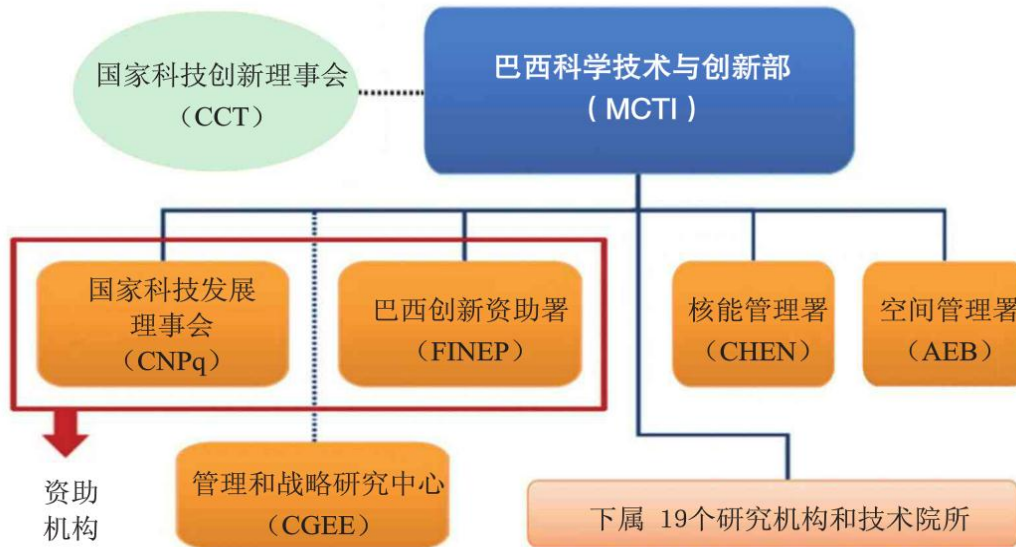 国家科技创新理事会
（CCT）
巴西科学技术与创新部
（MCTI）
国家科技发展
理事会
（CNPq）
巴西创新资助署
（FINEP）
核能管理署
（CHEN）
空间管理署
（AEB）
资助
机构
管理和战略研究中心
（CGEE）
下属 19个研究机构和技术院所